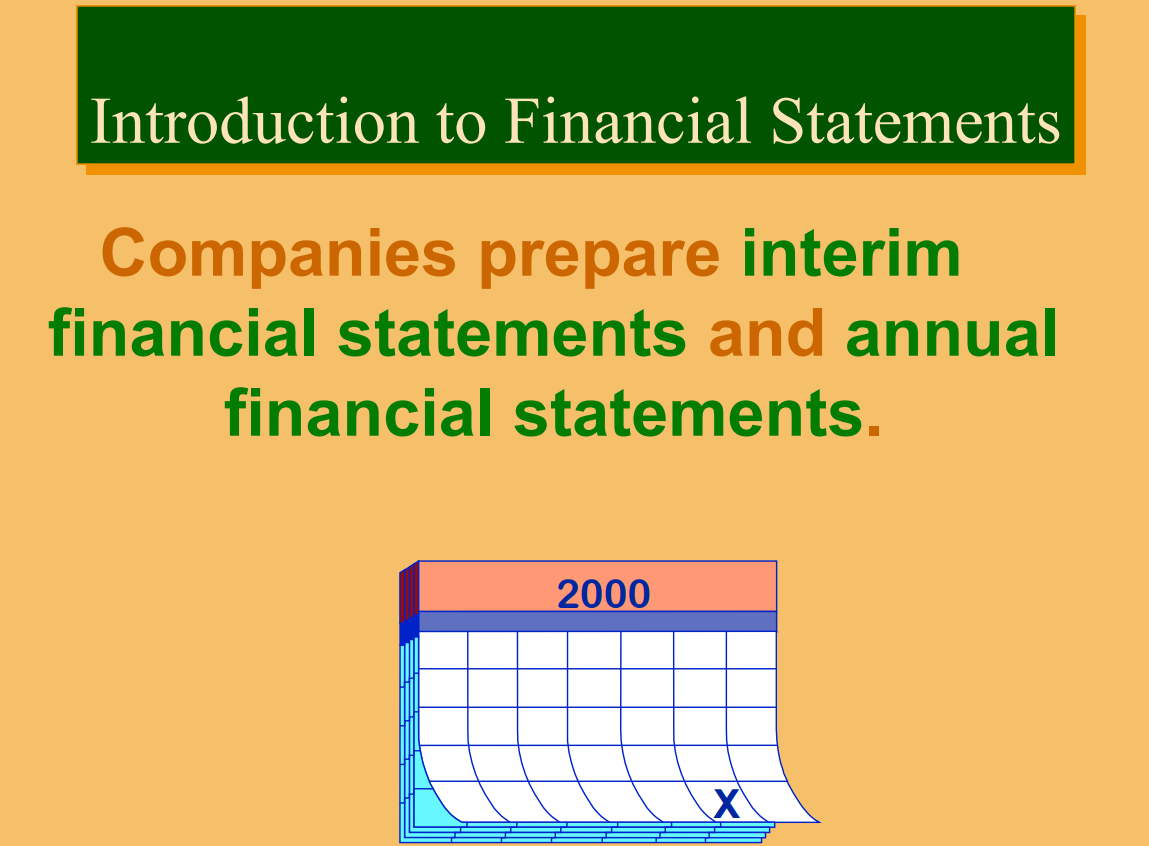 Introduction to Financial Statements
Companies prepare interim
financial statements and annual
financial statements.
2000
X